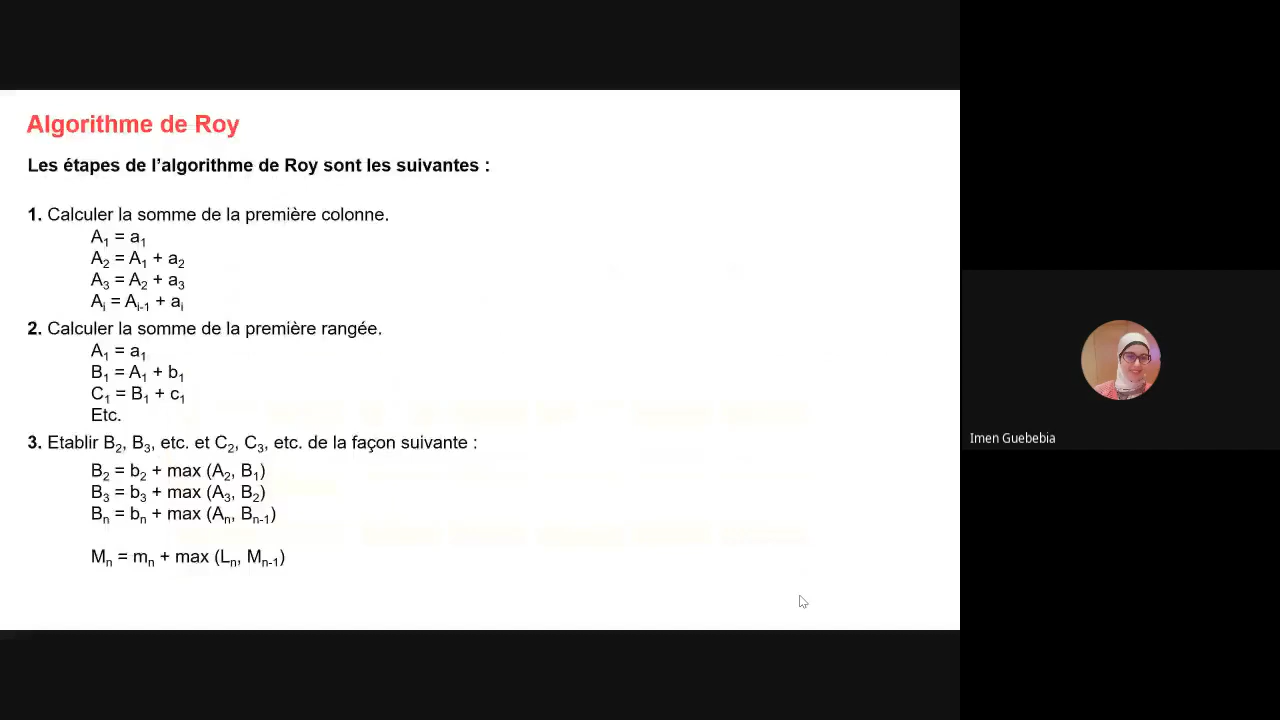 Algorithme de Roy
Les étapes de l’algorithme de Roy sont les suivantes :
1. Calculer la somme de la première colonne.
A₁ = a₁
A₂ = A₁ + a₂
A₃ = A₂ + a₃
Aᵢ = Aᵢ₋₁ + aᵢ
2. Calculer la somme de la première rangée.
A₁ = a₁
B₁ = A₁ + b₁
C₁ = B₁ + c₁
Etc.
3. Etablir B₂, B₃, etc. et C₂, C₃, etc. de la façon suivante :
B₂ = b₂ + max (A₂, B₁)
B₃ = b₃ + max (A₃, B₂)
Bₙ = bₙ + max (Aₙ, Bₙ₋₁)
Mₙ = mₙ + max (Lₙ, Mₙ₋₁)
Imen Guebebia